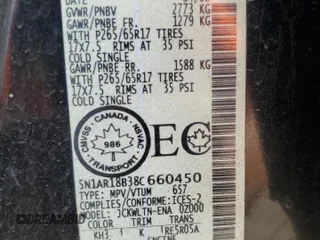 GVWR/PNBV 2773 KG
GAWR/PNBE FR. 1279 KG
WITH P265/65R17 TIRES
17X7.5 RIMS AT 35 PSI
COLD SINGLE
GAWR/PNBE RR. 1588 KG
WITH P265/65R17 TIRES
17X7.5 RIMS AT 35 PSI
COLD SINGLE
CANADA
CMVSS NSVAC
986
TRANSPORT
EC
5N1AR18B38C660450
TYPE: MPV/VTUM 657
COMPLIES/CONFORME:ICES-2
MODEL: JCKWLTN-ENA 02000
COLOR TRIM TRANS
KH3 K RE5R05A
ENGINE